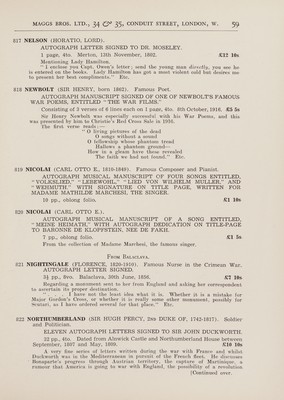 MAGGS BROS. LTD., 34 & 35, CONDUIT STREET, LONDON, W. 59
817 NELSON (HORATIO, LORD).
AUTOGRAPH LETTER SIGNED TO DR. MOSELEY.
1 page, 4to. Merton, 13th November, 1802. £12 10s
Mentioning Lady Hamilton.
"I enclose you Capt. Owen's letter; send the young man directly, you see he
is entered on the books. Lady Hamilton has got a most violent cold but desires me
to present her best compliments." Etc.
818 NEWBOLT (SIR HENRY, born 1862). Famous Poet.
AUTOGRAPH MANUSCRIPT SIGNED OF ONE OF NEWBOLT'S FAMOUS
WAR POEMS, ENTITLED "THE WAR FILMS."
Consisting of 3 verses of 6 lines each on 1 page, 4to. 8th October, 1916. £5 5s
Sir Henry Newbolt was especially successful with his War Poems, and this
was presented by him to Christie's Red Cross Sale in 1916.
The first verse reads:—
"O living pictures of the dead
O songs without a sound
O fellowship whose phantom tread
Hallows a phantom ground—
How in a gleam have these revealed
The faith we had not found." Etc.
819 NICOLAI (CARL OTTO E., 1810-1849). Famous Composer and Pianist.
AUTOGRAPH MUSICAL MANUSCRIPT OF FOUR SONGS ENTITLED,
"VOLKSLIED," "LEBEWOHL," "LIED VON WILHELM MULLER," AND
"WEHMUTH," WITH SIGNATURE ON TITLE PAGE, WRITTEN FOR
MADAME MATHILDE MARCHESI, THE SINGER.
10 pp., oblong folio. £1 10s
820 NICOLAI (CARL OTTO E.).
AUTOGRAPH MUSICAL MANUSCRIPT OF A SONG ENTITLED,
"MEINE HEIMATH," WITH AUTOGRAPH DEDICATION ON TITLE-PAGE
TO BARONNE DE KLOPPSTEIN, NEE DE FAKH.
7 pp., oblong folio. £1 5s
From the collection of Madame Marchesi, the famous singer.
FROM BALACLAVA.
821 NIGHTINGALE (FLORENCE, 1820-1910). Famous Nurse in the Crimean War.
AUTOGRAPH LETTER SIGNED.
3½ pp., 8vo. Balaclava, 30th June, 1856. £7 10s
Regarding a monument sent to her from England and asking her correspondent
to ascertain its proper destination.
". . . I have not the least idea what it is. Whether it is a mistake for
Major Gordon's Cross, or whether it is really some other monument, possibly for
Scutari, as I have ordered several for that place." Etc.
822 NORTHUMBERLAND (SIR HUGH PERCY, 2nd DUKE OF, 1742-1817). Soldier
and Politician.
ELEVEN AUTOGRAPH LETTERS SIGNED TO SIR JOHN DUCKWORTH.
32 pp., 4to. Dated from Alnwick Castle and Northumberland House between
September, 1897 and May, 1899. £10 10s
A very fine series of letters written during the war with France and whilst
Duckworth was in the Mediterranean in pursuit of the French fleet. He discusses
Bonaparte's progress through Austrian territory, the capture of Martinique, a
rumour that America is going to war with England, the possibility of a revolution
[Continued over.